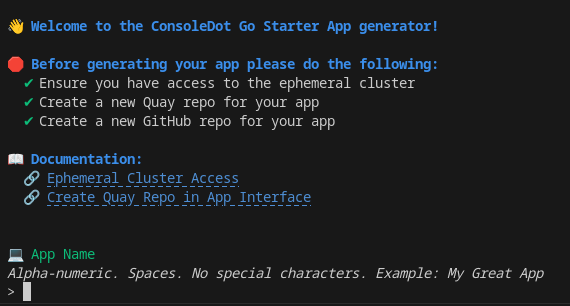 👋 Welcome to the ConsoleDot Go Starter App generator!
🛑 Before generating your app please do the following:
✔ Ensure you have access to the ephemeral cluster
✔ Create a new Quay repo for your app
✔ Create a new GitHub repo for your app
📖 Documentation:
🔗 Ephemeral Cluster Access
🔗 Create Quay Repo in App Interface
💻 App Name
Alpha-numeric. Spaces. No special characters. Example: My Great App
>